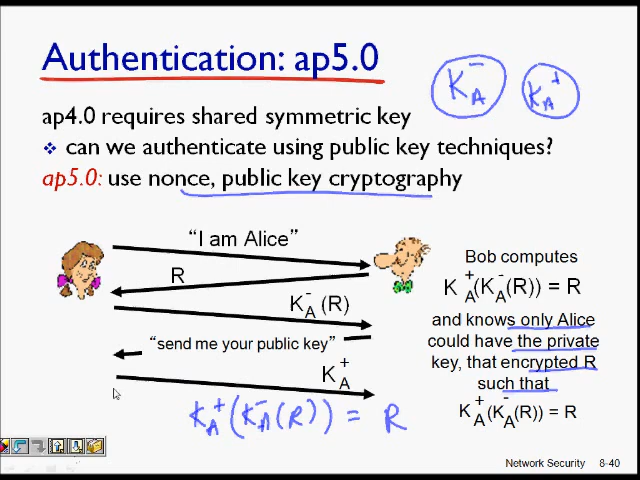 Authentication: ap5.0
K_A^-
K_A^+
ap4.0 requires shared symmetric key
❖ can we authenticate using public key techniques?
ap5.0: use nonce, public key cryptography
“I am Alice”
R
K_A^-(R)
“send me your public key”
K_A^+
Bob computes
K_A^+(K_A^-(R)) = R
and knows only Alice
could have the private
key, that encrypted R
such that
K_A^+(K_A^-(R)) = R
K_A^+(K_A^-(R)) = R
Network Security 8-40